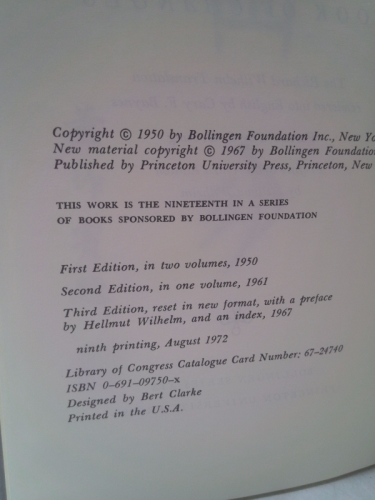 Copyright © 1950 by Bollingen Foundation Inc., New
New material copyright © 1967 by Bollingen Foundation
Published by Princeton University Press, Princeton, New
THIS WORK IS THE NINETEENTH IN A SERIES
OF BOOKS SPONSORED BY BOLLINGEN FOUNDATION
First Edition, in two volumes, 1950
Second Edition, in one volume, 1961
Third Edition, reset in new format, with a preface
by Hellmut Wilhelm, and an index, 1967
ninth printing, August 1972
Library of Congress Catalogue Card Number: 67-24740
ISBN 0-691-09750-x
Designed by Bert Clarke
Printed in the U.S.A.